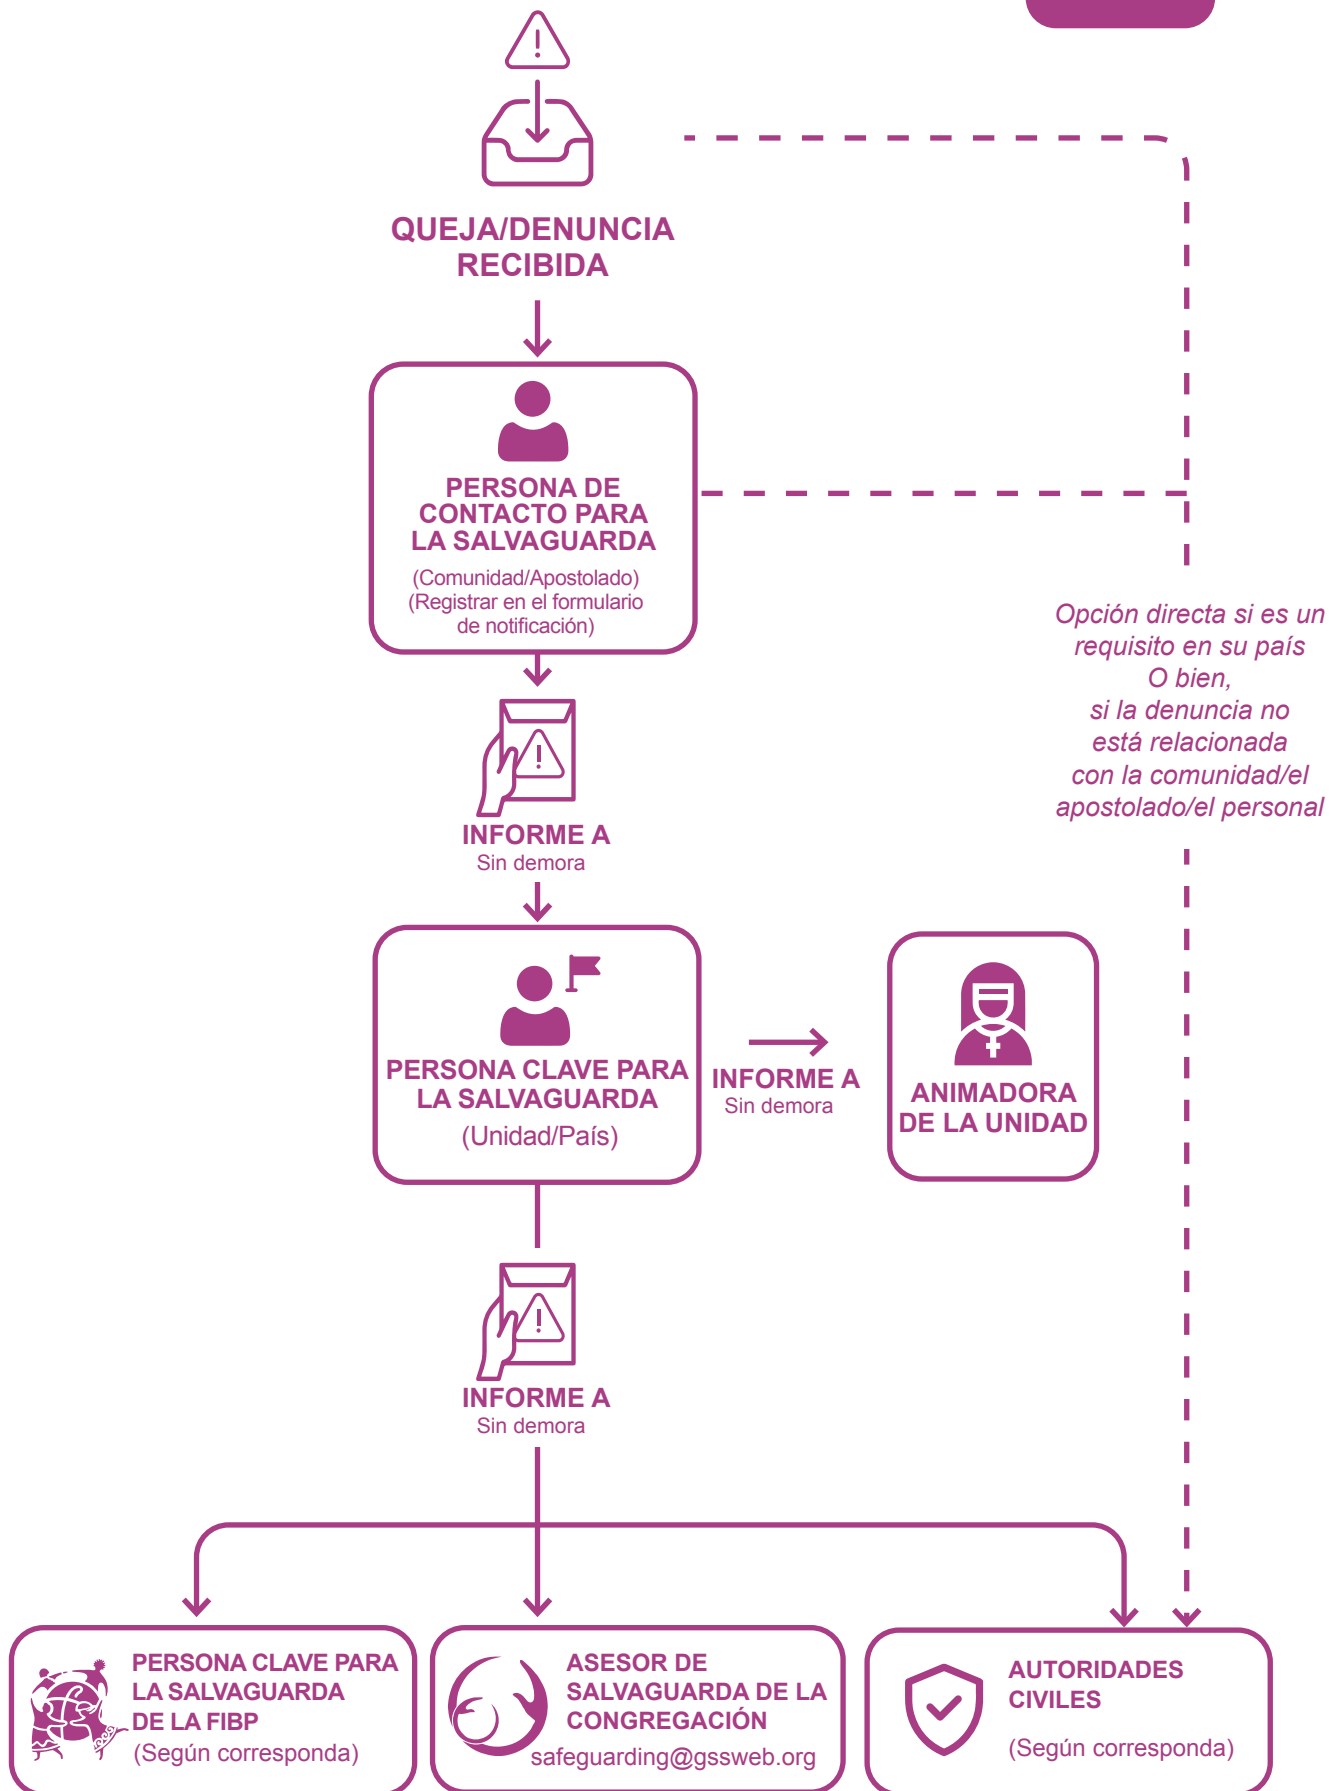 QUEJA/DENUNCIA
RECIBIDA
PERSONA DE
CONTACTO PARA
LA SALVAGUARDA
(Comunidad/Apostolado)
(Registrar en el formulario
de notificación)
Opción directa si es un
requisito en su país
O bien,
si la denuncia no
está relacionada
con la comunidad/el
apostolado/el personal
INFORME A
Sin demora
PERSONA CLAVE PARA
LA SALVAGUARDA
(Unidad/País)
INFORME A
Sin demora
ANIMADORA
DE LA UNIDAD
INFORME A
Sin demora
PERSONA CLAVE PARA
LA SALVAGUARDA
DE LA FIBP
(Según corresponda)
ASESOR DE
SALVAGUARDA DE LA
CONGREGACIÓN
safeguarding@gssweb.org
AUTORIDADES
CIVILES
(Según corresponda)